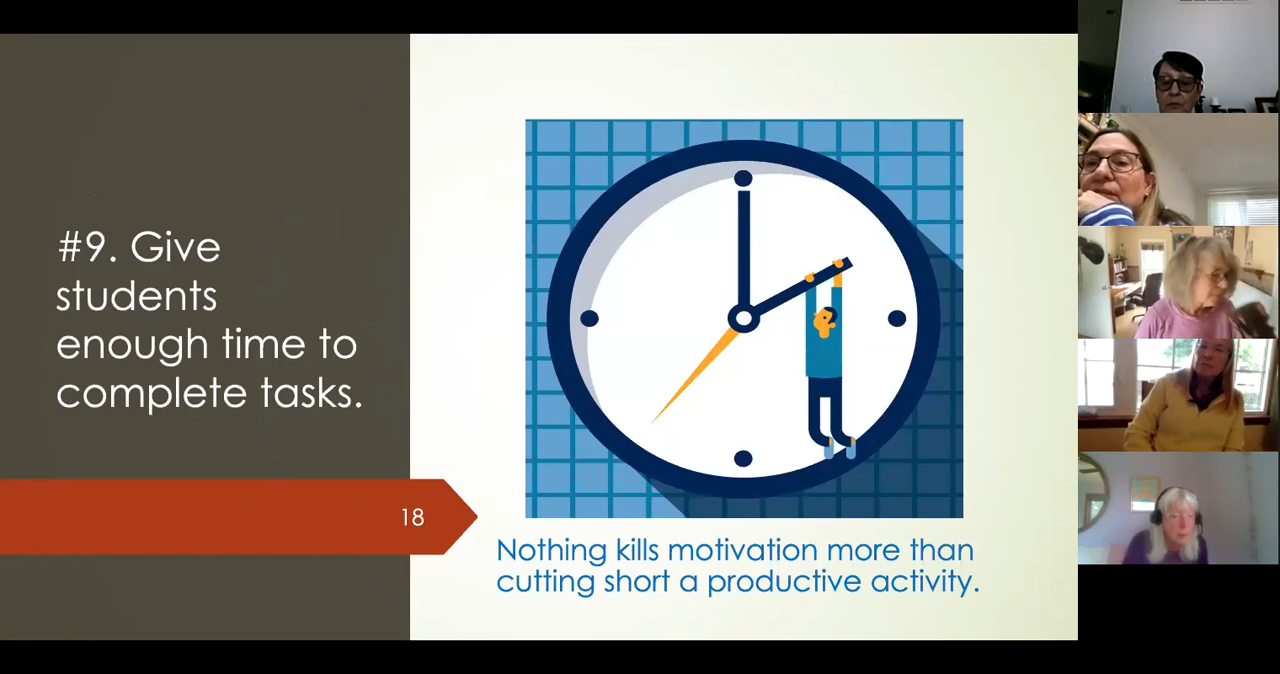 #9. Give
students
enough time to
complete tasks.
18
Nothing kills motivation more than
cutting short a productive activity.